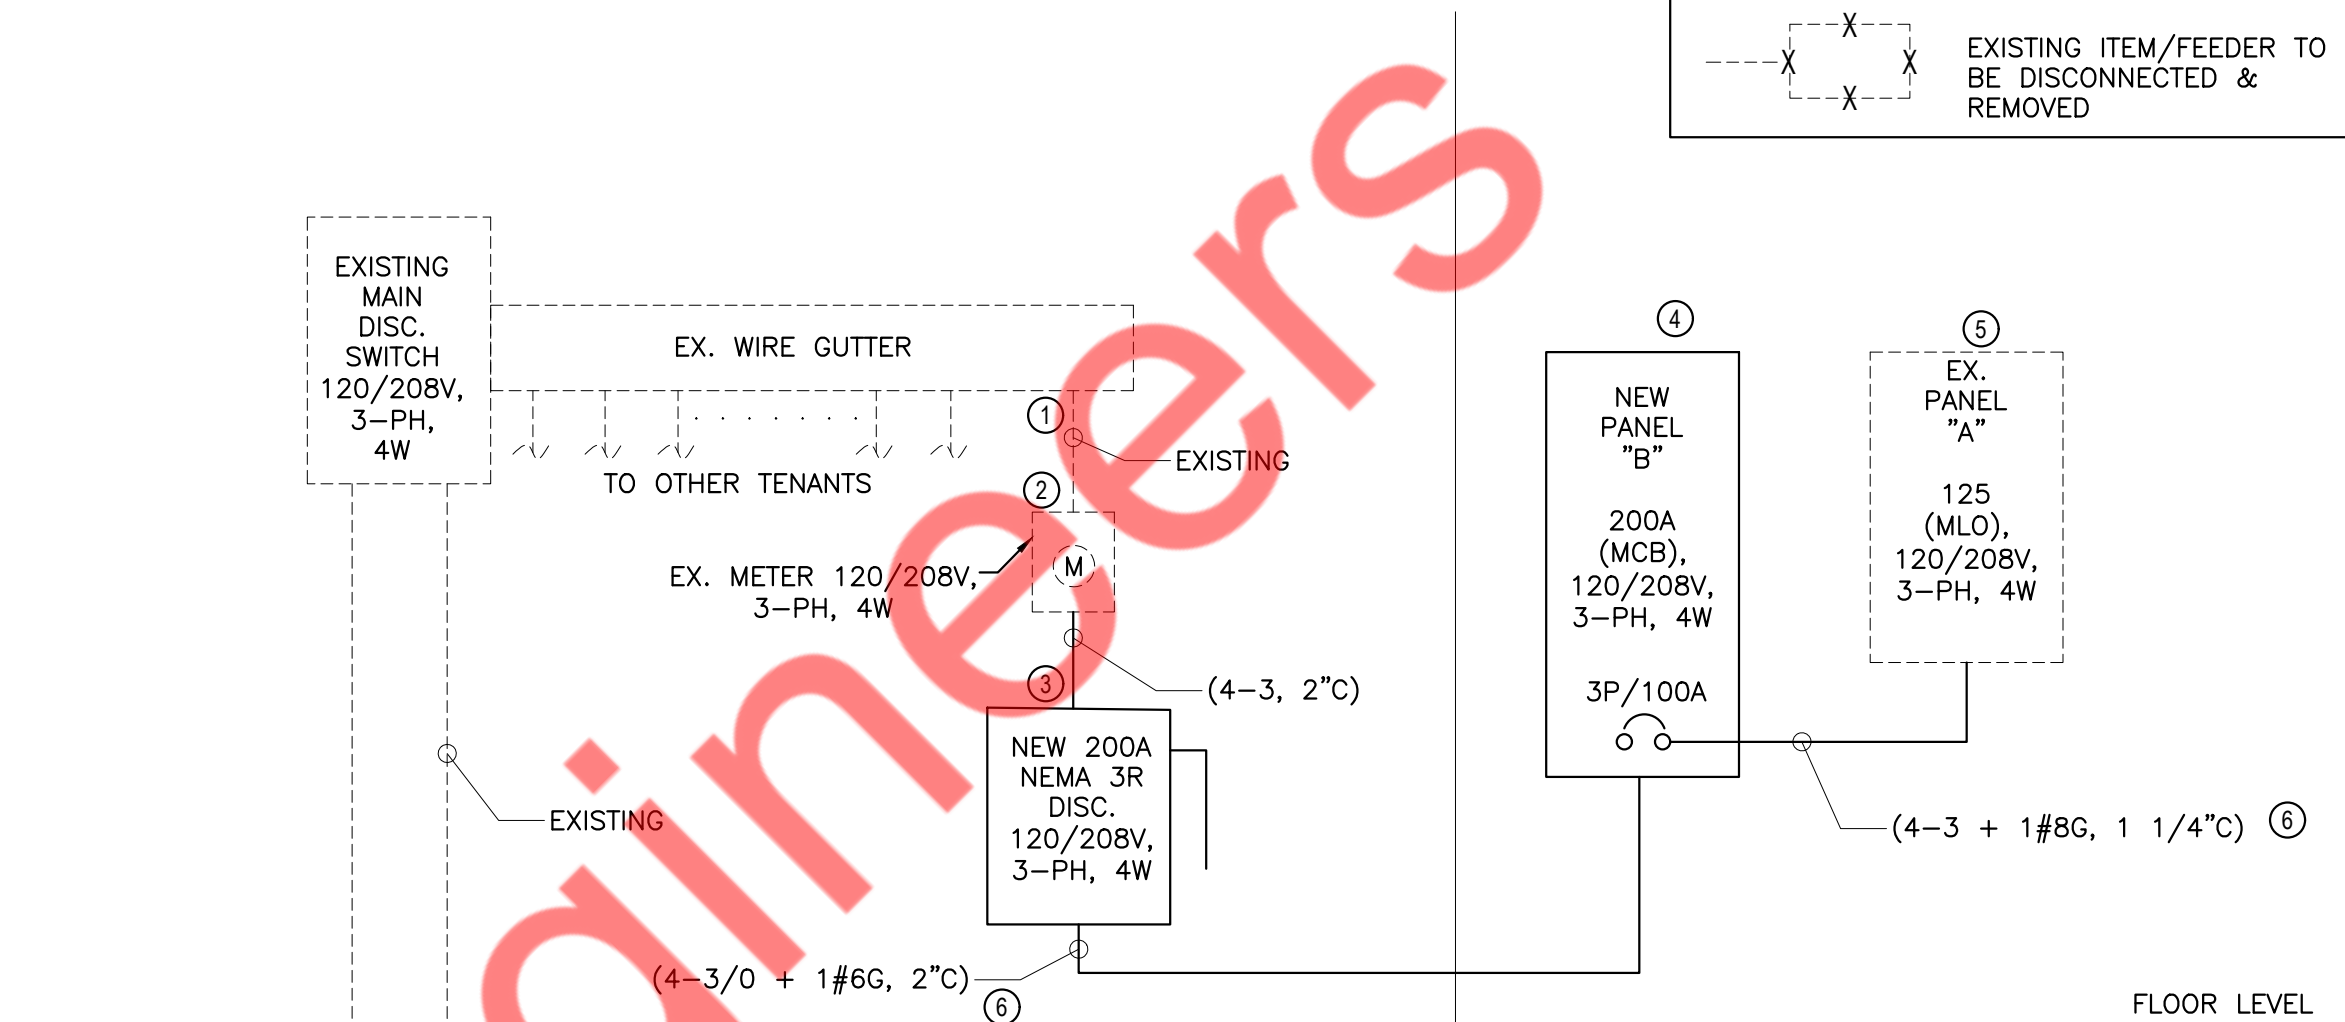 X
X
X
X
EXISTING ITEM/FEEDER TO
BE DISCONNECTED &
REMOVED
EXISTING
MAIN
DISC.
SWITCH
120/208V,
3-PH,
4W
EX. WIRE GUTTER
TO OTHER TENANTS
1
EXISTING
2
EX. METER 120/208V,
3-PH, 4W
M
(4-3, 2"C)
3
NEW 200A
NEMA 3R
DISC.
120/208V,
3-PH, 4W
EXISTING
(4-3/0 + 1#6G, 2"C)
6
4
NEW
PANEL
"B"
200A
(MCB),
120/208V,
3-PH, 4W
3P/100A
5
EX.
PANEL
"A"
125
(MLO),
120/208V,
3-PH, 4W
(4-3 + 1#8G, 1 1/4"C)
6
FLOOR LEVEL
gineers